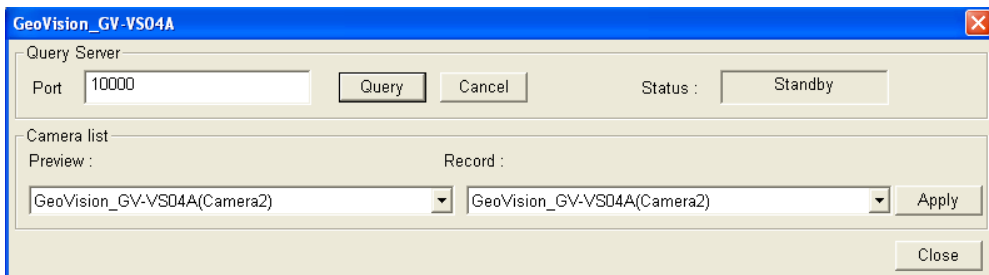 GeoVision_GV-VS04A
Query Server
Port 10000 Query Cancel Status : Standby
Camera list
Preview : Record :
GeoVision_GV-VS04A(Camera2) GeoVision_GV-VS04A(Camera2) Apply
Close